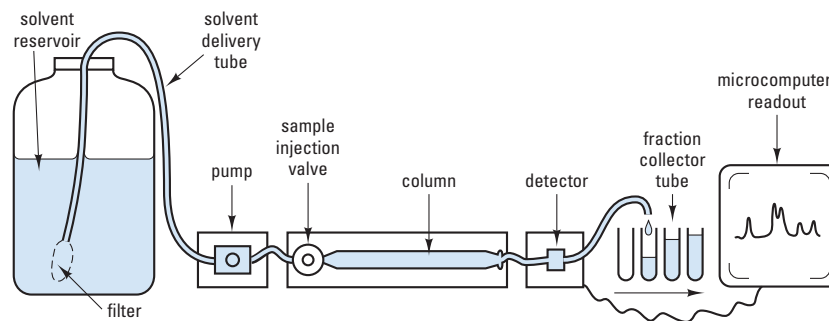 solvent
reservoir
solvent
delivery
tube
microcomputer
readout
sample
injection
valve
fraction
collector
tube
pump
column
detector
filter